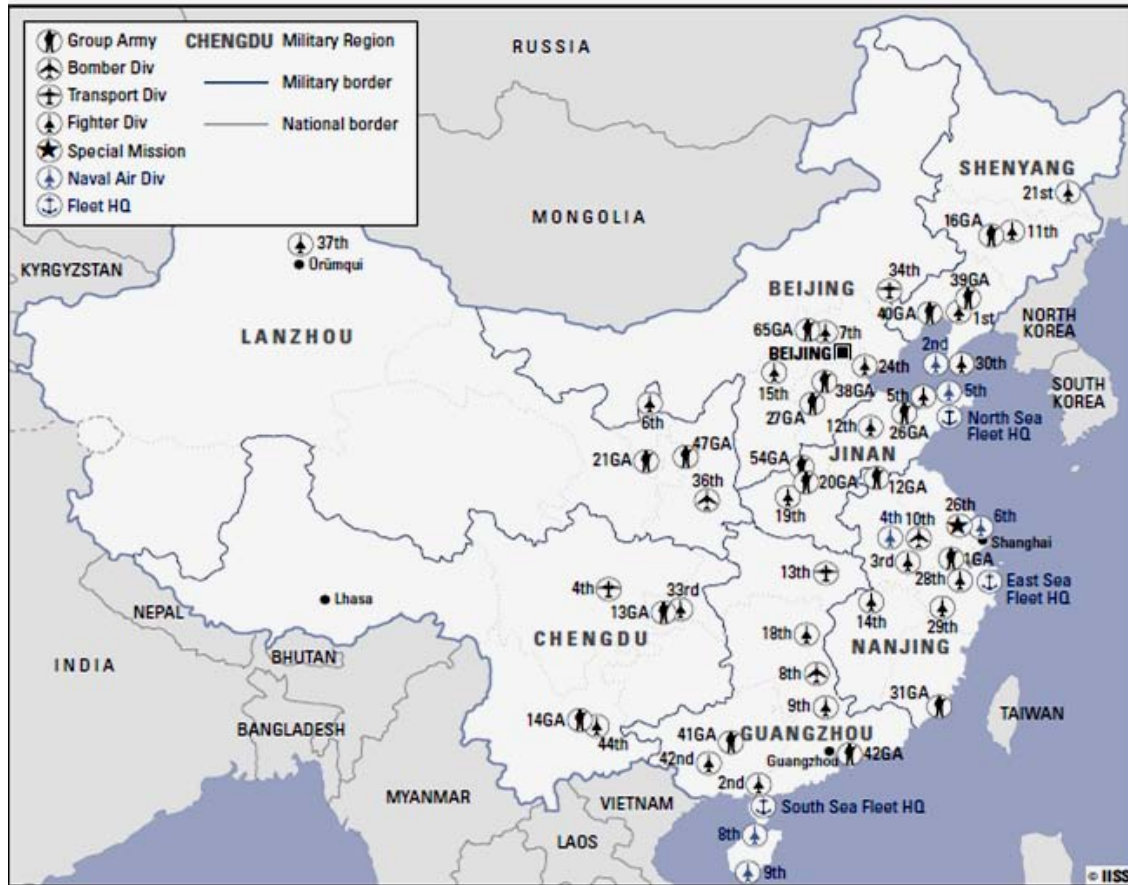 Group Army
Bomber Div
Transport Div
Fighter Div
Special Mission
Naval Air Div
Fleet HQ
CHENGDU Military Region
Military border
National border
RUSSIA
MONGOLIA
KYRGYZSTAN
37th
Ürümqui
LANZHOU
SHENYANG
21st
16GA
11th
34th
39GA
40GA
1st
BEIJING
65GA
7th
BEIJING
2nd
30th
24th
15th
38GA
5th
5th
27GA
26GA
12th
North Sea
Fleet HQ
NORTH
KOREA
SOUTH
KOREA
6th
47GA
21GA
36th
54GA
JINAN
20GA
12GA
19th
26th
6th
4th
10th
Shanghai
3rd
1GA
28th
East Sea
Fleet HQ
13th
14th
29th
NANJING
4th
33rd
13GA
CHENGDU
Lhasa
NEPAL
BHUTAN
INDIA
BANGLADESH
18th
8th
9th
31GA
TAIWAN
14GA
44th
41GA
GUANGZHOU
Guangzhou
42GA
42nd
2nd
South Sea Fleet HQ
8th
9th
MYANMAR
VIETNAM
LAOS
© IISS